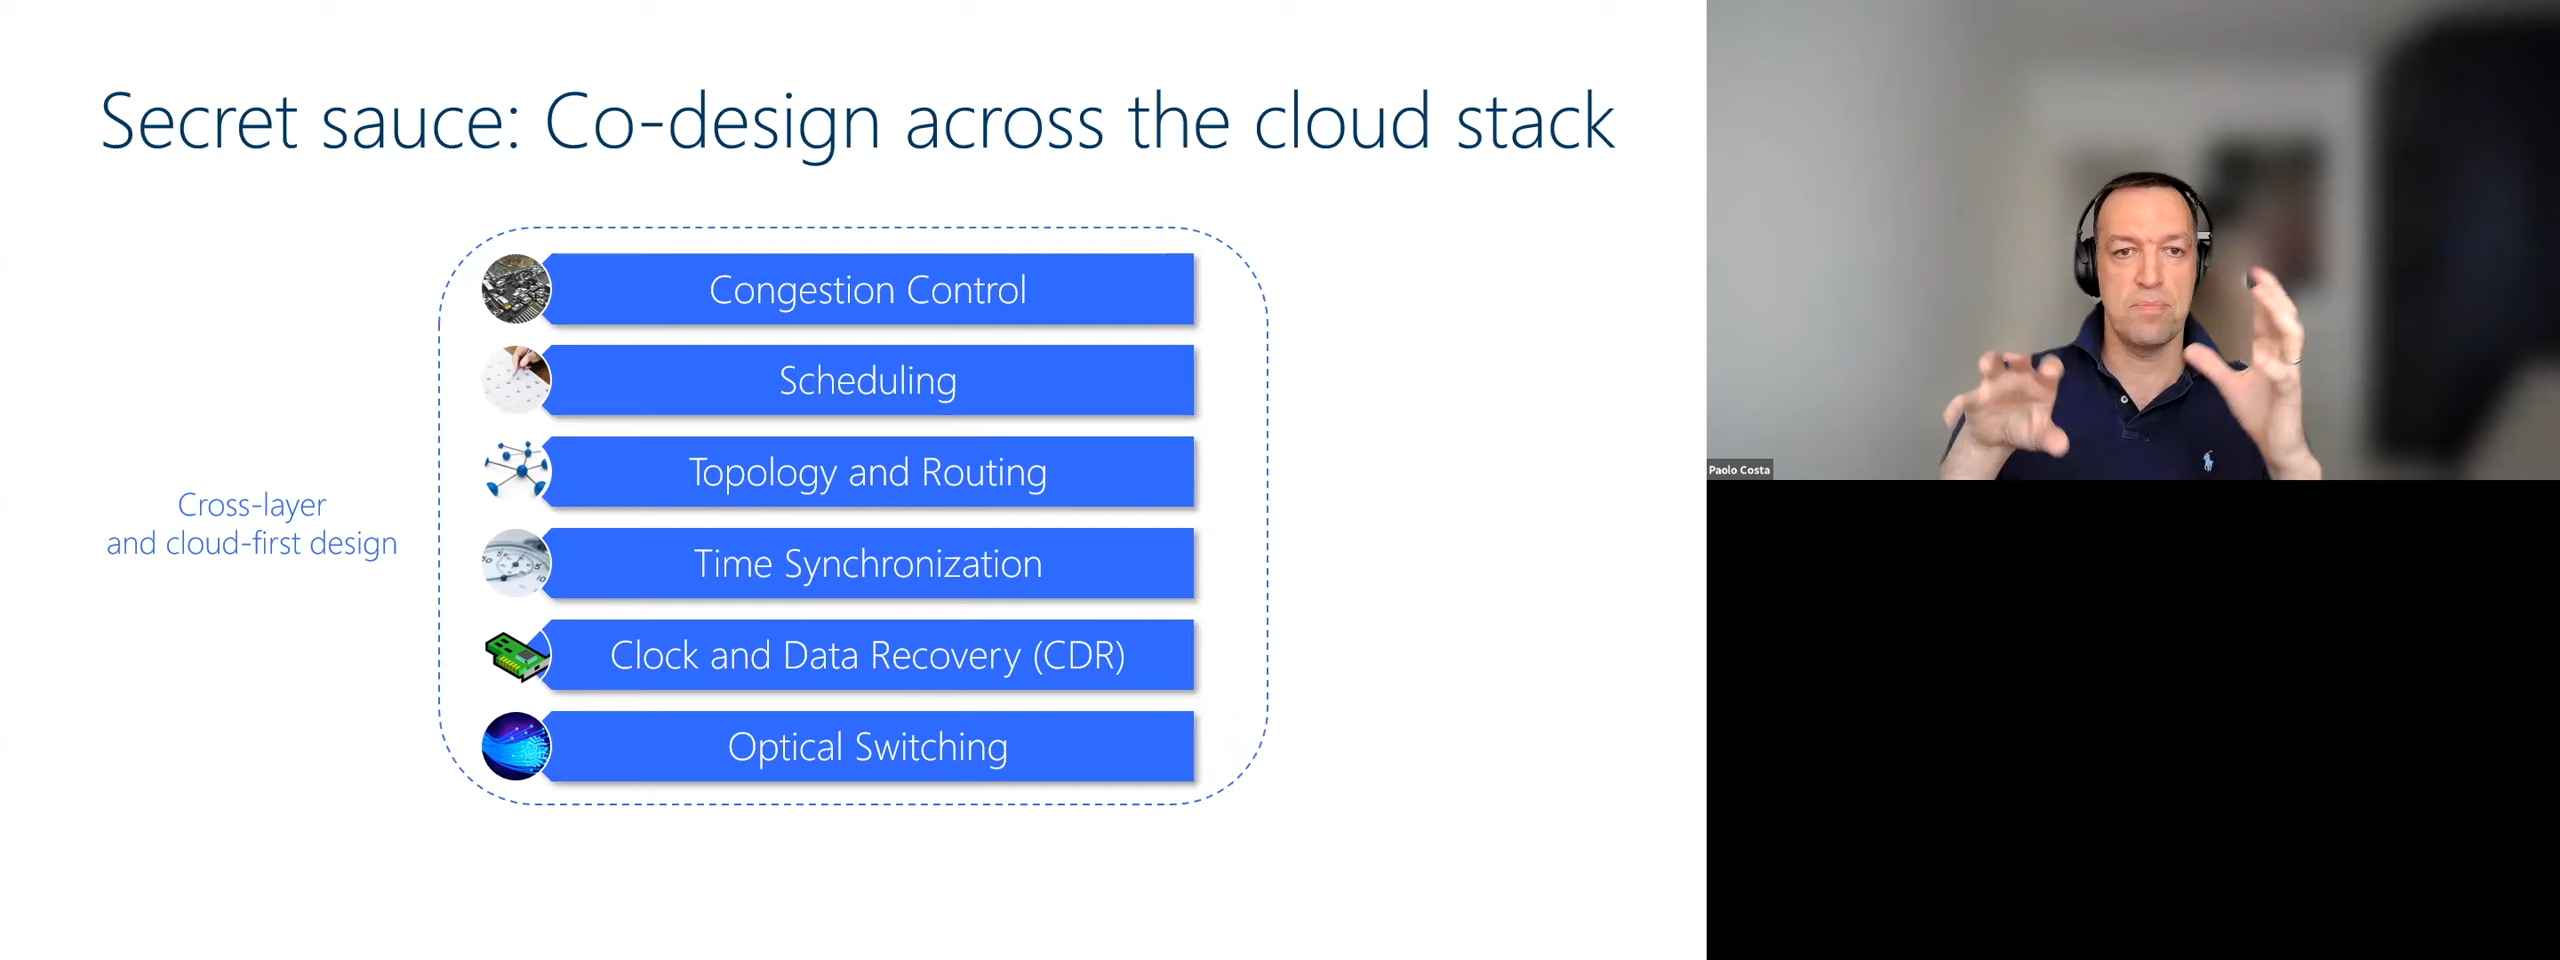 Secret sauce: Co-design across the cloud stack
Cross-layer
and cloud-first design
Congestion Control
Scheduling
Topology and Routing
Time Synchronization
Clock and Data Recovery (CDR)
Optical Switching
Paolo Costa